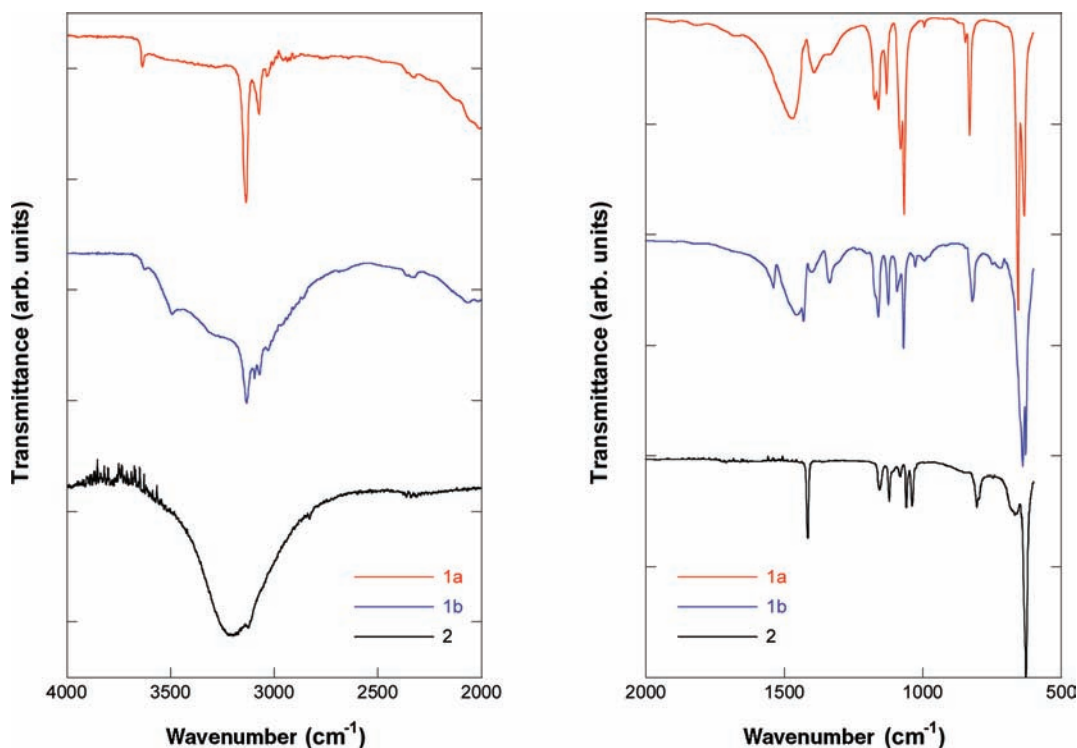 Transmittance (arb. units)
1a
1b
2
4000 3500 3000 2500 2000
Wavenumber (cm-1)
Transmittance (arb. units)
1a
1b
2
2000 1500 1000 500
Wavenumber (cm-1)